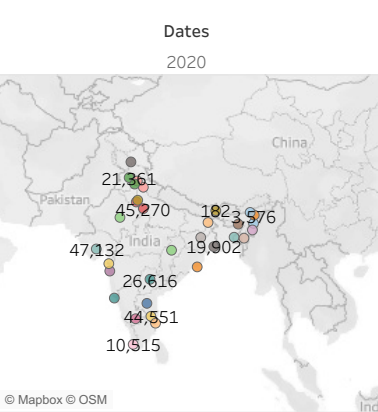 Dates
2020
China
21,361
Pakistan
45,270
182
3,576
India
47,132
19,902
26,616
44,551
10,515
© Mapbox © OSM
Ind